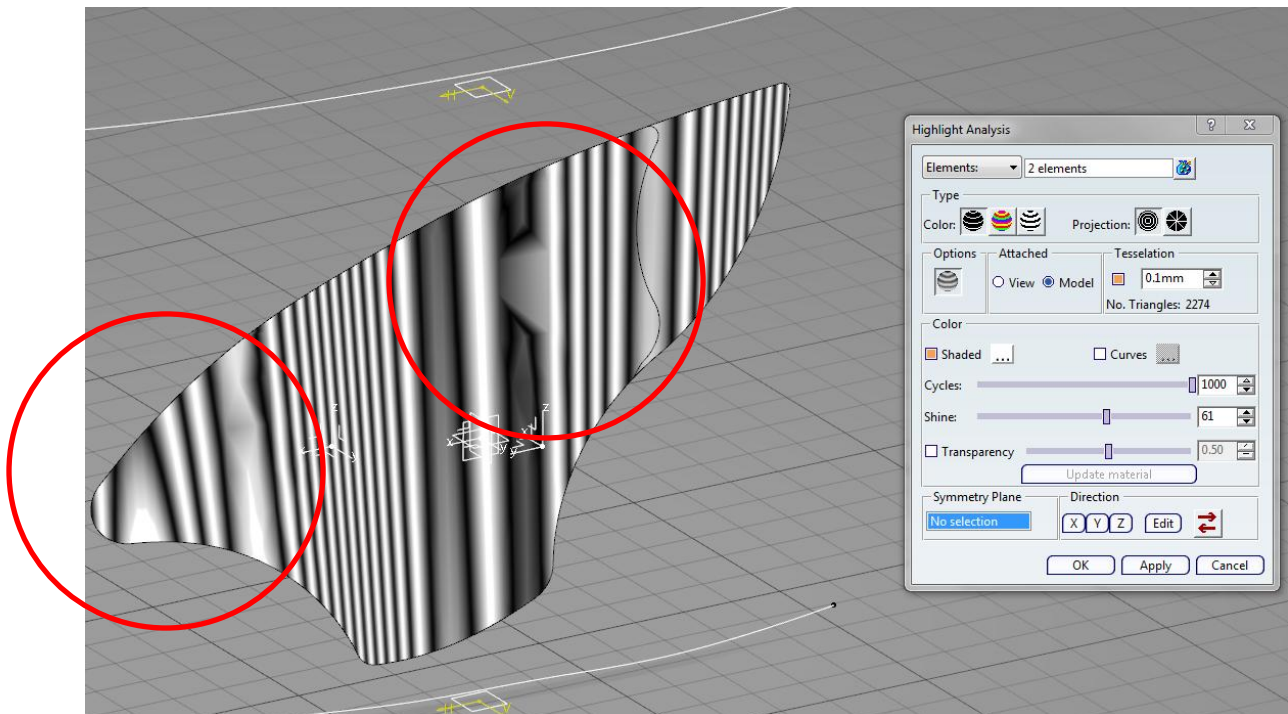 Highlight Analysis
Elements: 2 elements
Type
Color: Projection:
Options Attached Tesselation
View Model 0.1mm
No. Triangles: 2274
Color
Shaded ... Curves ...
Cycles: 1000
Shine: 61
Transparency 0.50
Update material
Symmetry Plane Direction
No selection X Y Z Edit
OK Apply Cancel
H V
z
y
z
x
y
y
H V